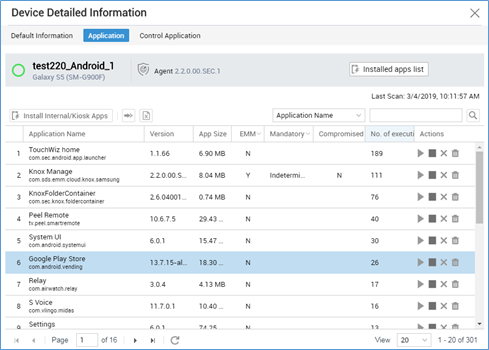 Device Detailed Information
Default Information Application Control Application
test220_Android_1
Galaxy S5 (SM-G900F)
Agent 2.2.0.00.SEC.1
Installed apps list
Last Scan: 3/4/2019, 10:11:57 AM
Install Internal/Kiosk Apps Application Name
Application Name Version App Size EMM Mandatory Compromised No. of executi Actions
1 TouchWiz home 1.1.66 6.90 MB N 189
com.sec.android.app.launcher
2 Knox Manage 2.2.0.00.S... 8.04 MB Y Indetermi... N 111
com.sds.emm.cloud.knox.samsung
3 KnoxFolderContainer 2.6.04001... 0.74 MB N 76
com.sec.knox.foldercontainer
4 Peel Remote 10.6.7.5 29.43 ... N 40
tv.peel.smartremote
5 System UI 6.0.1 15.47 ... N 30
com.android.systemui
6 Google Play Store 13.7.15-al... 18.30 ... N 26
com.android.vending
7 Relay 3.0.4 4.13 MB N 17
com.airwatch.relay
8 S Voice 11.7.0.1 10.40 ... N 16
com.vlingo.midas
9 Settings 6.0.1 74.25 ... N 13
Page 1 of 16 View 20 1 - 20 of 301